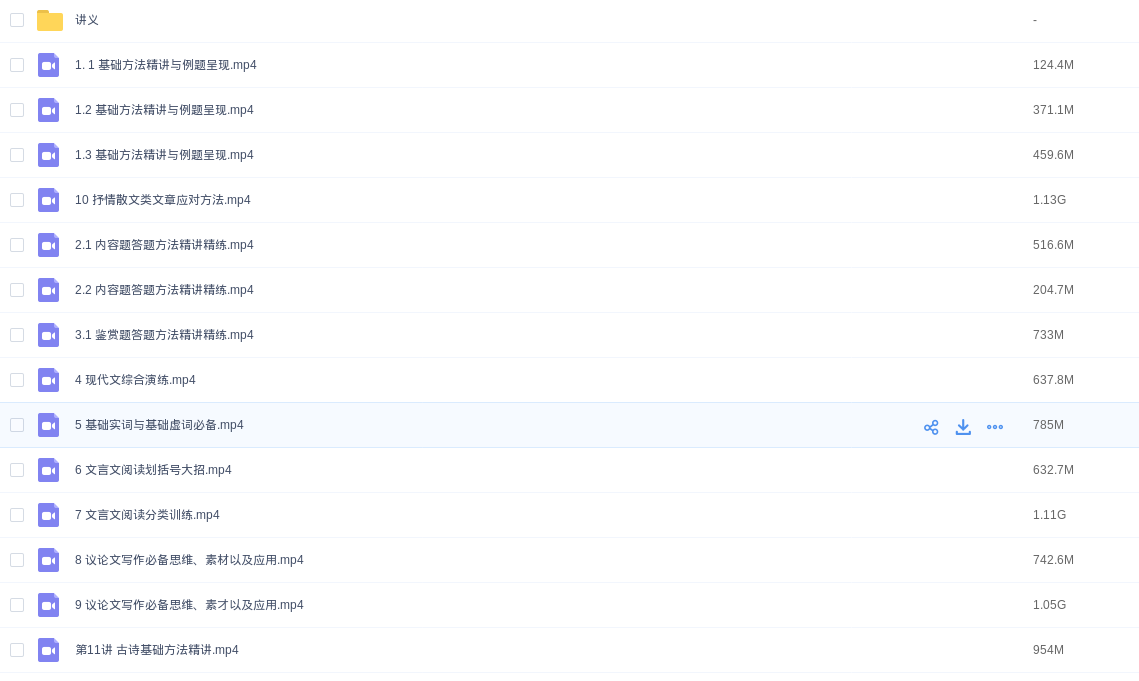 讲义 -
1. 1 基础方法精讲与例题呈现.mp4 124.4M
1.2 基础方法精讲与例题呈现.mp4 371.1M
1.3 基础方法精讲与例题呈现.mp4 459.6M
10 抒情散文类文章应对方法.mp4 1.13G
2.1 内容题答题方法精讲精练.mp4 516.6M
2.2 内容题答题方法精讲精练.mp4 204.7M
3.1 鉴赏题答题方法精讲精练.mp4 733M
4 现代文综合演练.mp4 637.8M
5 基础实词与基础虚词必备.mp4 785M
6 文言文阅读划括号大招.mp4 632.7M
7 文言文阅读分类训练.mp4 1.11G
8 议论文写作必备思维、素材以及应用.mp4 742.6M
9 议论文写作必备思维、素才以及应用.mp4 1.05G
第11讲 古诗基础方法精讲.mp4 954M